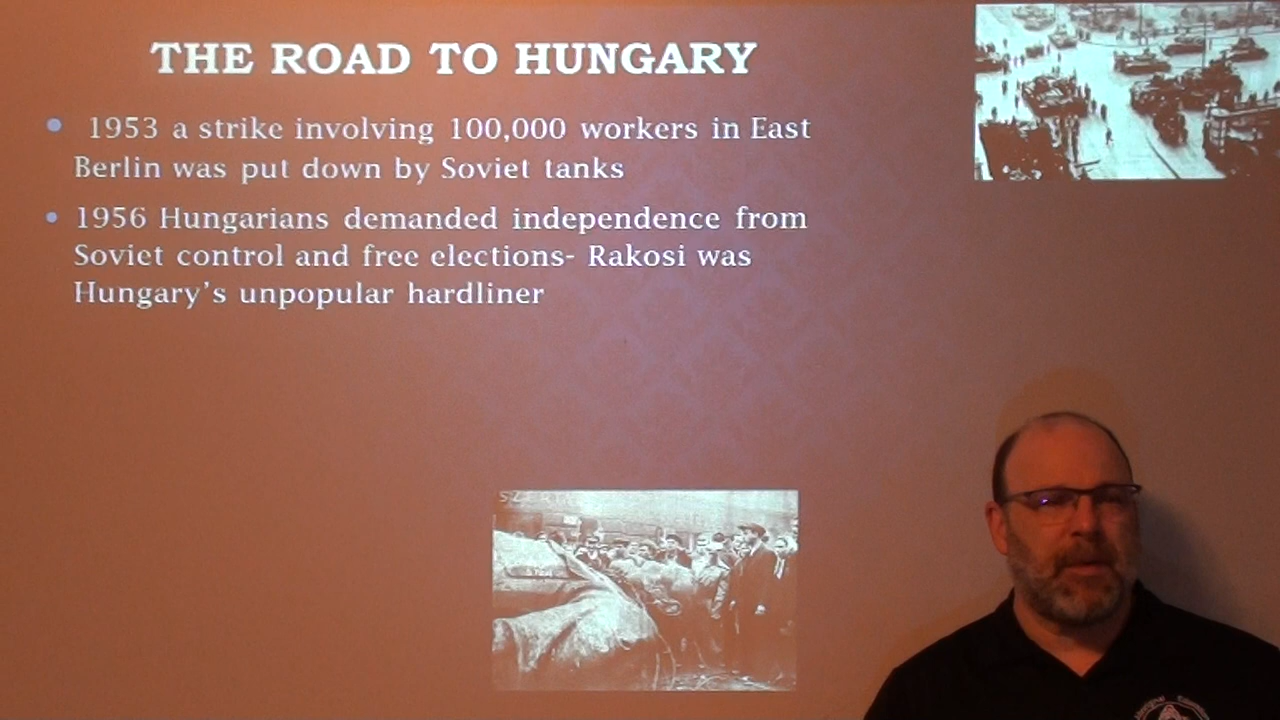 THE ROAD TO HUNGARY
• 1953 a strike involving 100,000 workers in East
Berlin was put down by Soviet tanks
• 1956 Hungarians demanded independence from
Soviet control and free elections- Rakosi was
Hungary's unpopular hardliner